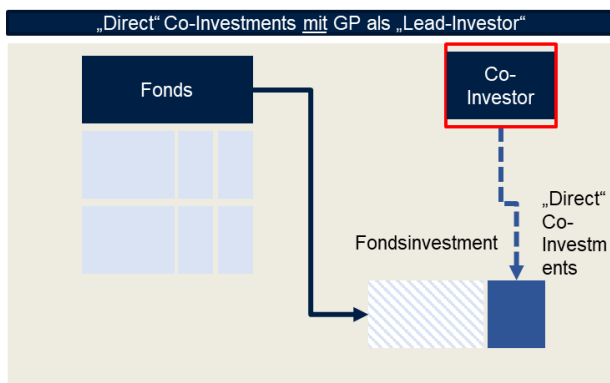 „Direct“ Co-Investments mit GP als „Lead-Investor“
Fonds
Co-
Investor
Fondsinvestment
„Direct“
Co-
Investm
ents